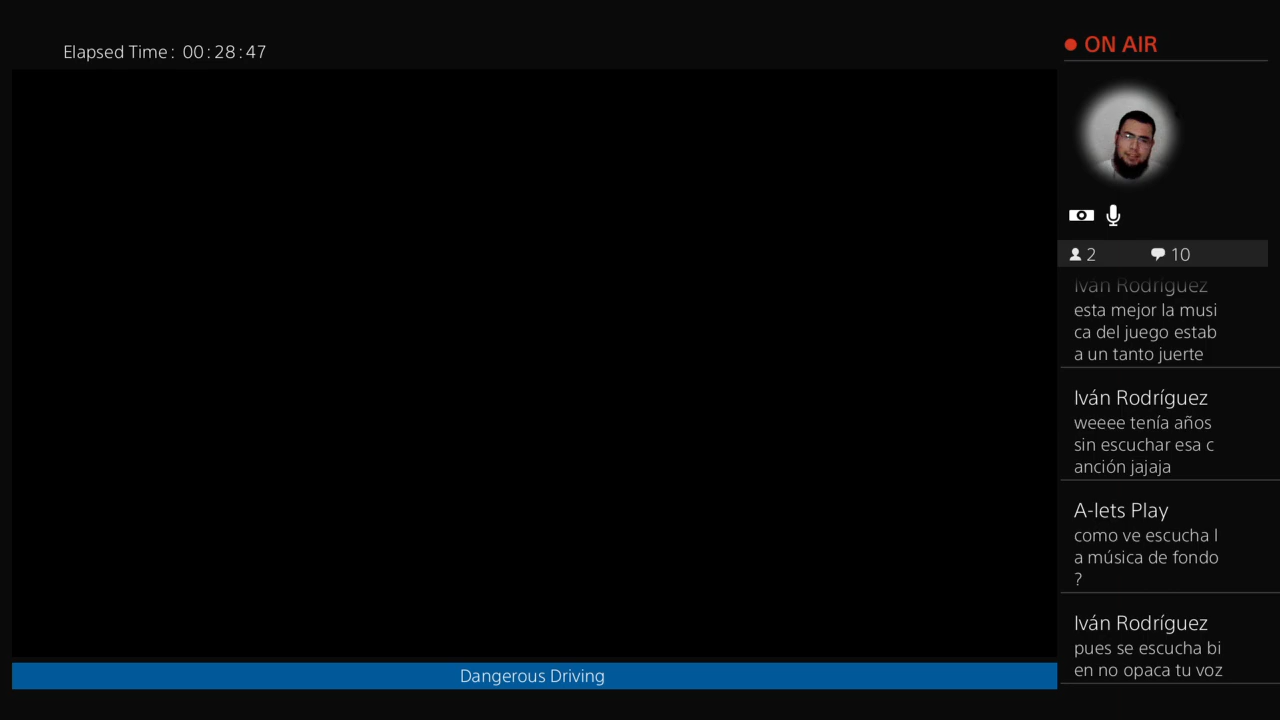 Elapsed Time: 00:28:47
ON AIR
2
10
Iván Rodríguez
esta mejor la musi
ca del juego estab
a un tanto juerte
Iván Rodríguez
weeee tenía años
sin escuchar esa c
anción jajaja
A-lets Play
como ve escucha l
a música de fondo
?
Iván Rodríguez
pues se escucha bi
en no opaca tu voz
Dangerous Driving